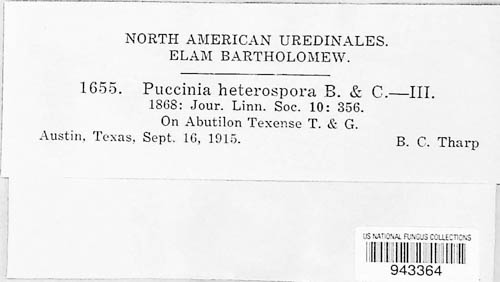 NORTH AMERICAN UREDINALES.
ELAM BARTHOLOMEW.
1655. Puccinia heterospora B. & C.—III.
1868: Jour. Linn. Soc. 10: 356.
On Abutilon Texense T. & G.
Austin, Texas, Sept. 16, 1915. B. C. Tharp
US NATIONAL FUNGUS COLLECTIONS
943364